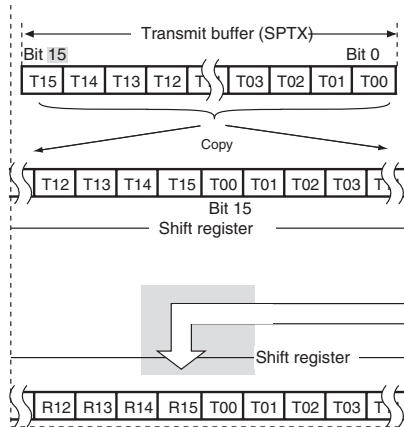 Transmit buffer (SPTX)
Bit 15 Bit 0
T15 T14 T13 T12 T03 T02 T01 T00
Copy
T12 T13 T14 T15 T00 T01 T02 T03
Bit 15
Shift register
Shift register
R12 R13 R14 R15 T00 T01 T02 T03